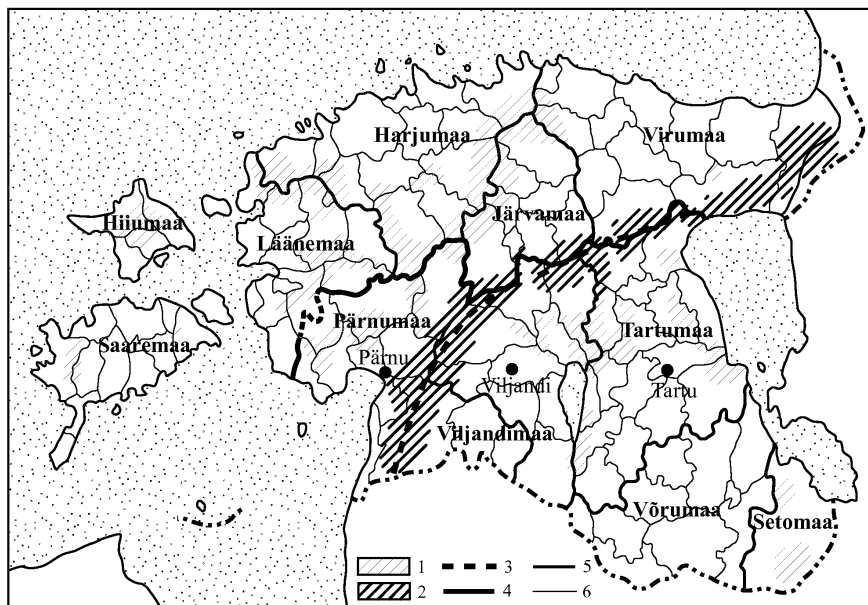 Harjumaa
Virumaa
Hiiumaa
Läänemaa
Järvamaa
Saaremaa
Pärnumaa
Tartumaa
Pärnu
Viljandi
Tartu
Viljandimaa
Võrumaa
Setomaa
1 3 5
2 4 6